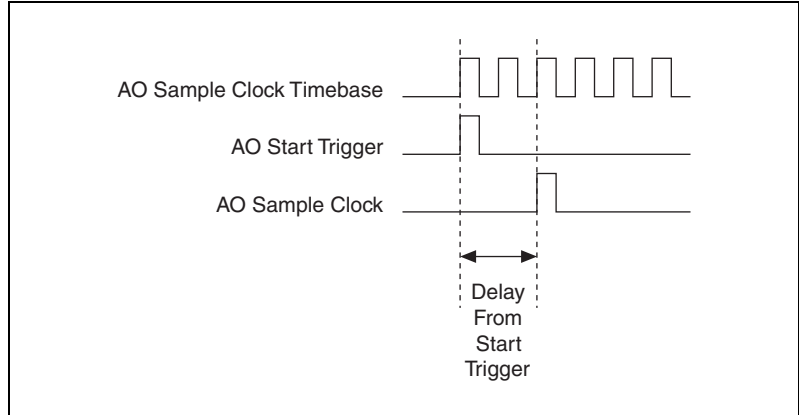 AO Sample Clock Timebase
AO Start Trigger
AO Sample Clock
Delay
From
Start
Trigger